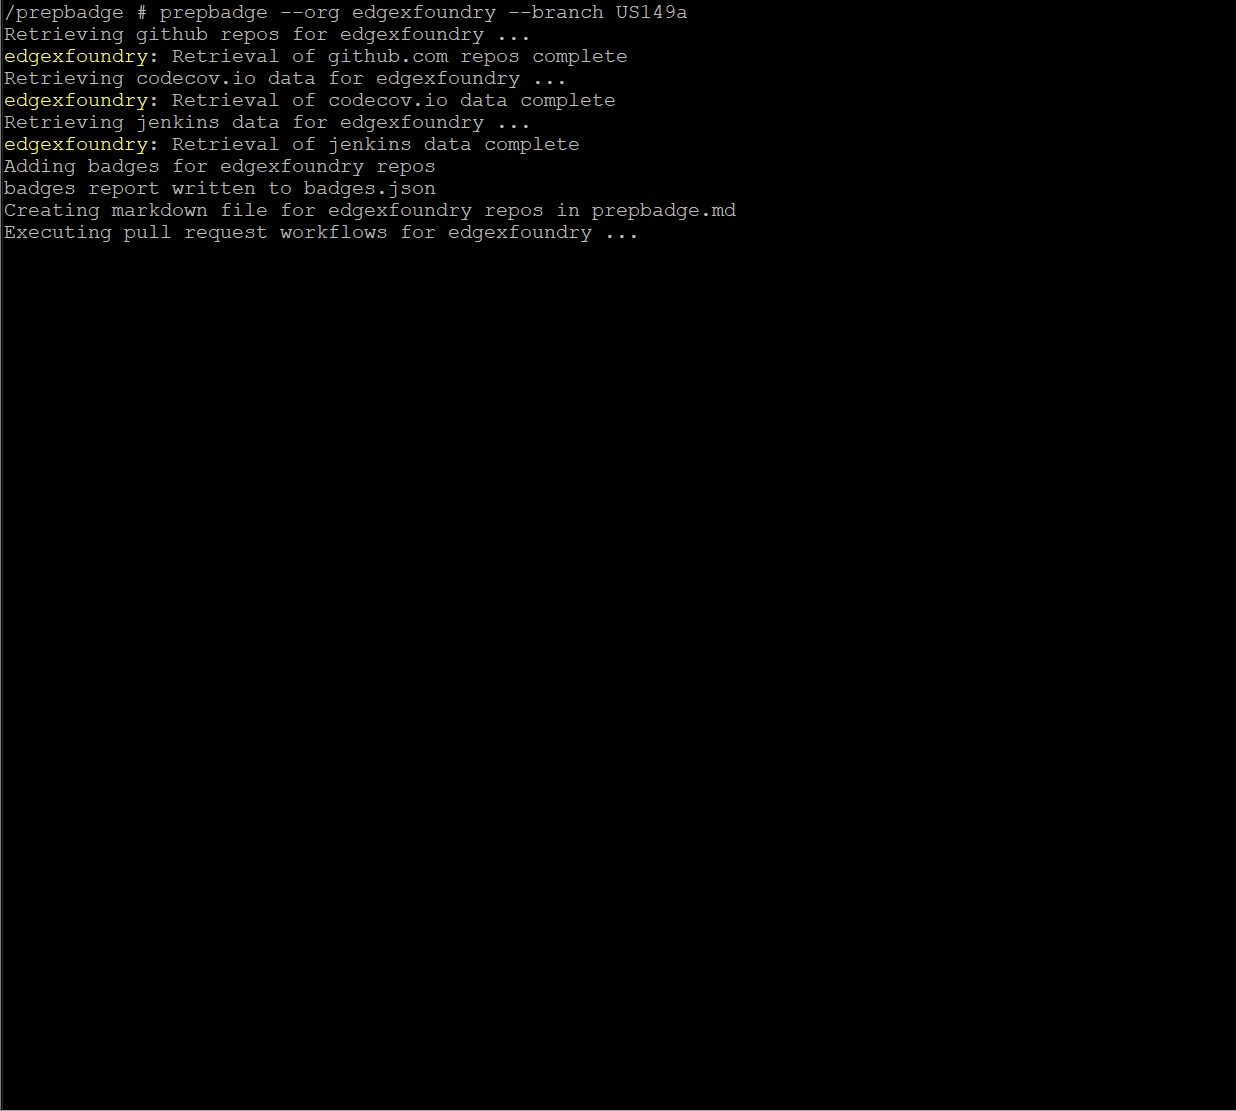 /prepbadge # prepbadge --org edgexfoundry --branch US149a
Retrieving github repos for edgexfoundry ...
edgexfoundry: Retrieval of github.com repos complete
Retrieving codecov.io data for edgexfoundry ...
edgexfoundry: Retrieval of codecov.io data complete
Retrieving jenkins data for edgexfoundry ...
edgexfoundry: Retrieval of jenkins data complete
Adding badges for edgexfoundry repos
badges report written to badges.json
Creating markdown file for edgexfoundry repos in prepbadge.md
Executing pull request workflows for edgexfoundry ...